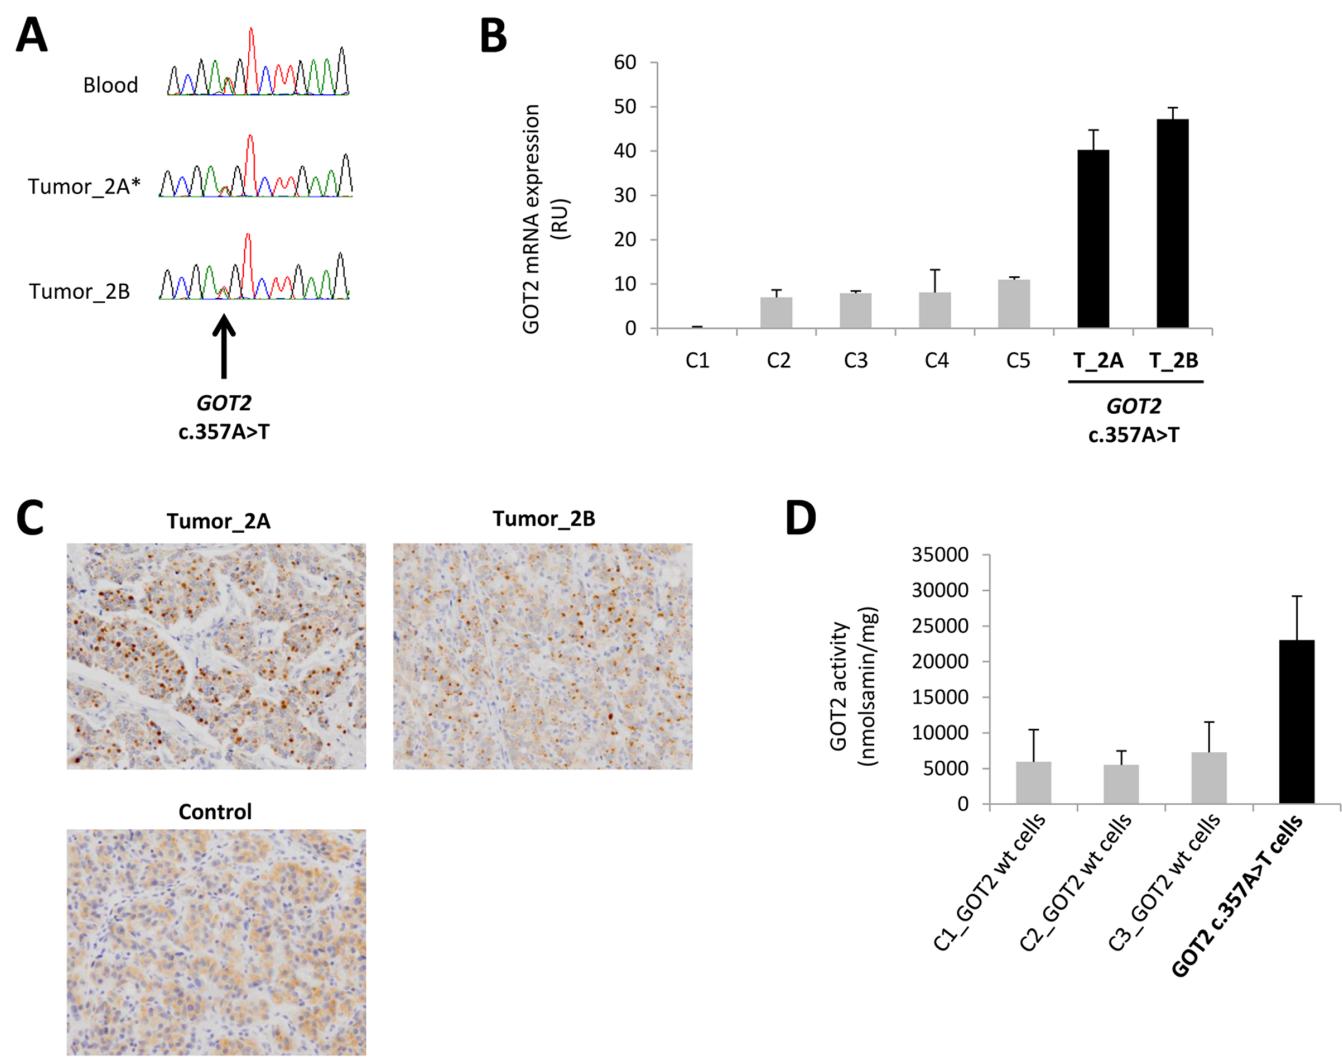 A
Blood
Tumor_2A*
Tumor_2B
GOT2
c.357A>T
B
GOT2 mRNA expression
(RU)
60
50
40
30
20
10
0
C1 C2 C3 C4 C5 T_2A T_2B
GOT2
c.357A>T
C
Tumor_2A
Tumor_2B
Control
D
GOT2 activity
(nmolsamin/mg)
35000
30000
25000
20000
15000
10000
5000
0
C1_GOT2 wt cells
C2_GOT2 wt cells
C3_GOT2 wt cells
GOT2 c.357A>T cells